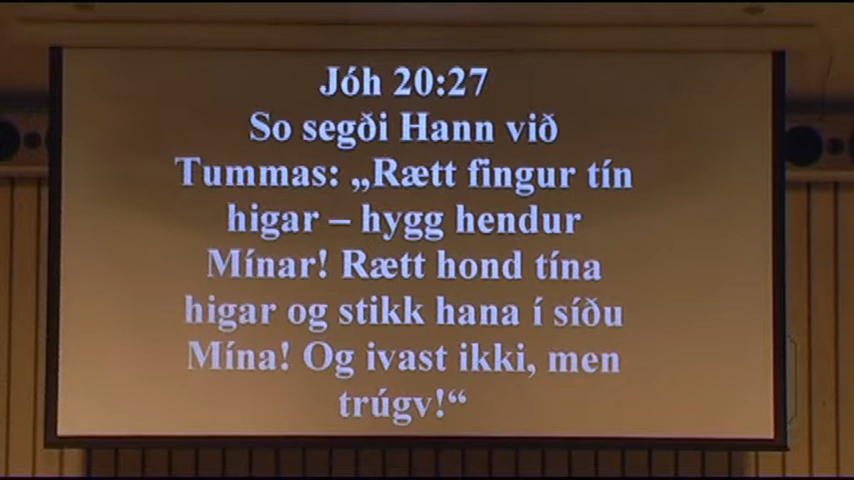 Jóh 20:27
So segði Hann við
Tummas: „Rætt fingur tín
higar – hygg hendur
Mínar! Rætt hond tína
higar og stikk hana í síðu
Mína! Og ivast ikki, men
trúgv!“